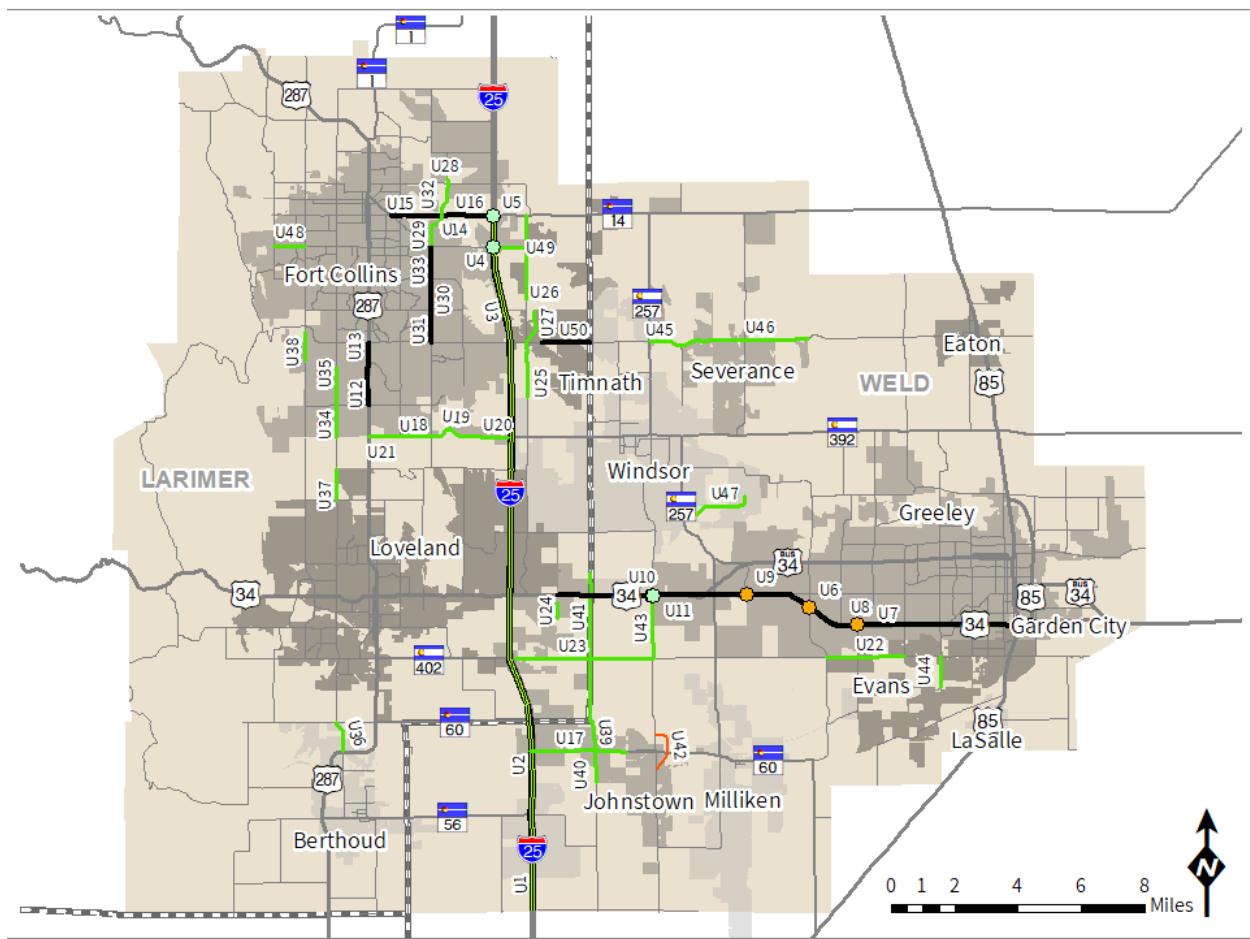 1
1
287
25
U28
U32
U15
U16
U5
14
U48
U29
U14
U49
U4
Fort Collins
U33
U26
257
287
U30
U3
U27
U31
U50
U45
U46
Eaton
U38
U13
Timnath
Severance
85
U35
U25
WELD
U12
U34
U18
U19
U20
392
U21
LARIMER
Windsor
25
U37
U47
257
Greeley
Loveland
BUS
34
34
U24
U41
U10
34
U9
U6
85
BUS
34
U11
U8
U7
34
Garden City
U43
U23
U22
402
U44
Evans
60
85
LaSalle
U36
U2
U17
U39
U42
60
287
U40
Johnstown
Milliken
56
Berthoud
25
U1
N
0 1 2 4 6 8
Miles